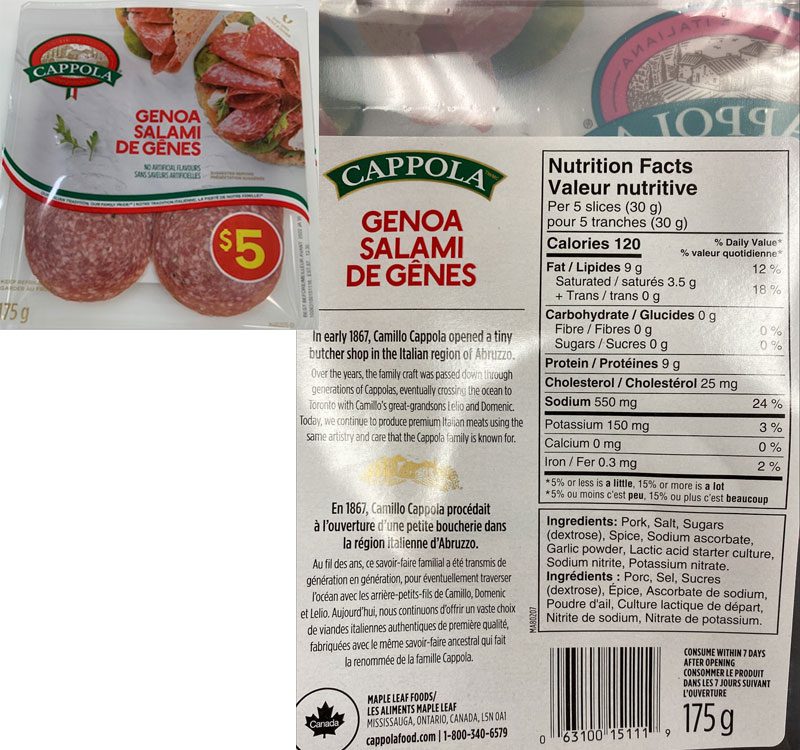 CAPPOLA
GENOA
SALAMI
DE GÊNES
NO ARTIFICIAL FLAVOURS
SANS SAVEURS ARTIFICIELLES
SUGGESTED SERVING
PRÉSENTATION SUGGÉRÉE
$5
175 g
ITALIANA
CAPPOLA
CAPPOLA
GENOA
SALAMI
DE GÊNES
In early 1867, Camillo Cappola opened a tiny
butcher shop in the Italian region of Abruzzo.
Over the years, the family craft was passed down through
generations of Cappolas, eventually crossing the ocean to
Toronto with Camillo's great-grandsons Lelio and Domenic.
Today, we continue to produce premium Italian meats using the
same artistry and care that the Cappola family is known for.
En 1867, Camillo Cappola procédait
à l'ouverture d'une petite boucherie dans
la région italienne d'Abruzzo.
Au fil des ans, ce savoir-faire familial a été transmis de
génération en génération, pour éventuellement traverser
l'océan avec les arrière-petits-fils de Camillo, Domenic
et Lelio. Aujourd'hui, nous continuons d'offrir un vaste choix
de viandes italiennes authentiques de première qualité,
fabriquées avec le même savoir-faire ancestral qui fait
la renommée de la famille Cappola.
Canada
MAPLE LEAF FOODS/
LES ALIMENTS MAPLE LEAF
MISSISSAUGA, ONTARIO, CANADA, L5N 0A1
cappolafood.com | 1-800-340-6579
Nutrition Facts
Valeur nutritive
Per 5 slices (30 g)
pour 5 tranches (30 g)
Calories 120
% Daily Value*
% valeur quotidienne*
Fat / Lipides 9 g 12 %
Saturated / saturés 3.5 g
+ Trans / trans 0 g 18 %
Carbohydrate / Glucides 0 g
Fibre / Fibres 0 g 0 %
Sugars / Sucres 0 g 0 %
Protein / Protéines 9 g
Cholesterol / Cholestérol 25 mg
Sodium 550 mg 24 %
Potassium 150 mg 3 %
Calcium 0 mg 0 %
Iron / Fer 0.3 mg 2 %
*5% or less is a little, 15% or more is a lot
*5% ou moins c'est peu, 15% ou plus c'est beaucoup
Ingredients: Pork, Salt, Sugars
(dextrose), Spice, Sodium ascorbate,
Garlic powder, Lactic acid starter culture,
Sodium nitrite, Potassium nitrate.
Ingrédients : Porc, Sel, Sucres
(dextrose), Épice, Ascorbate de sodium,
Poudre d'ail, Culture lactique de départ,
Nitrite de sodium, Nitrate de potassium.
MAB0207
0 63100 15111 9
CONSUME WITHIN 7 DAYS
AFTER OPENING
CONSOMMER LE PRODUIT
DANS LES 7 JOURS SUIVANT
L'OUVERTURE
175 g